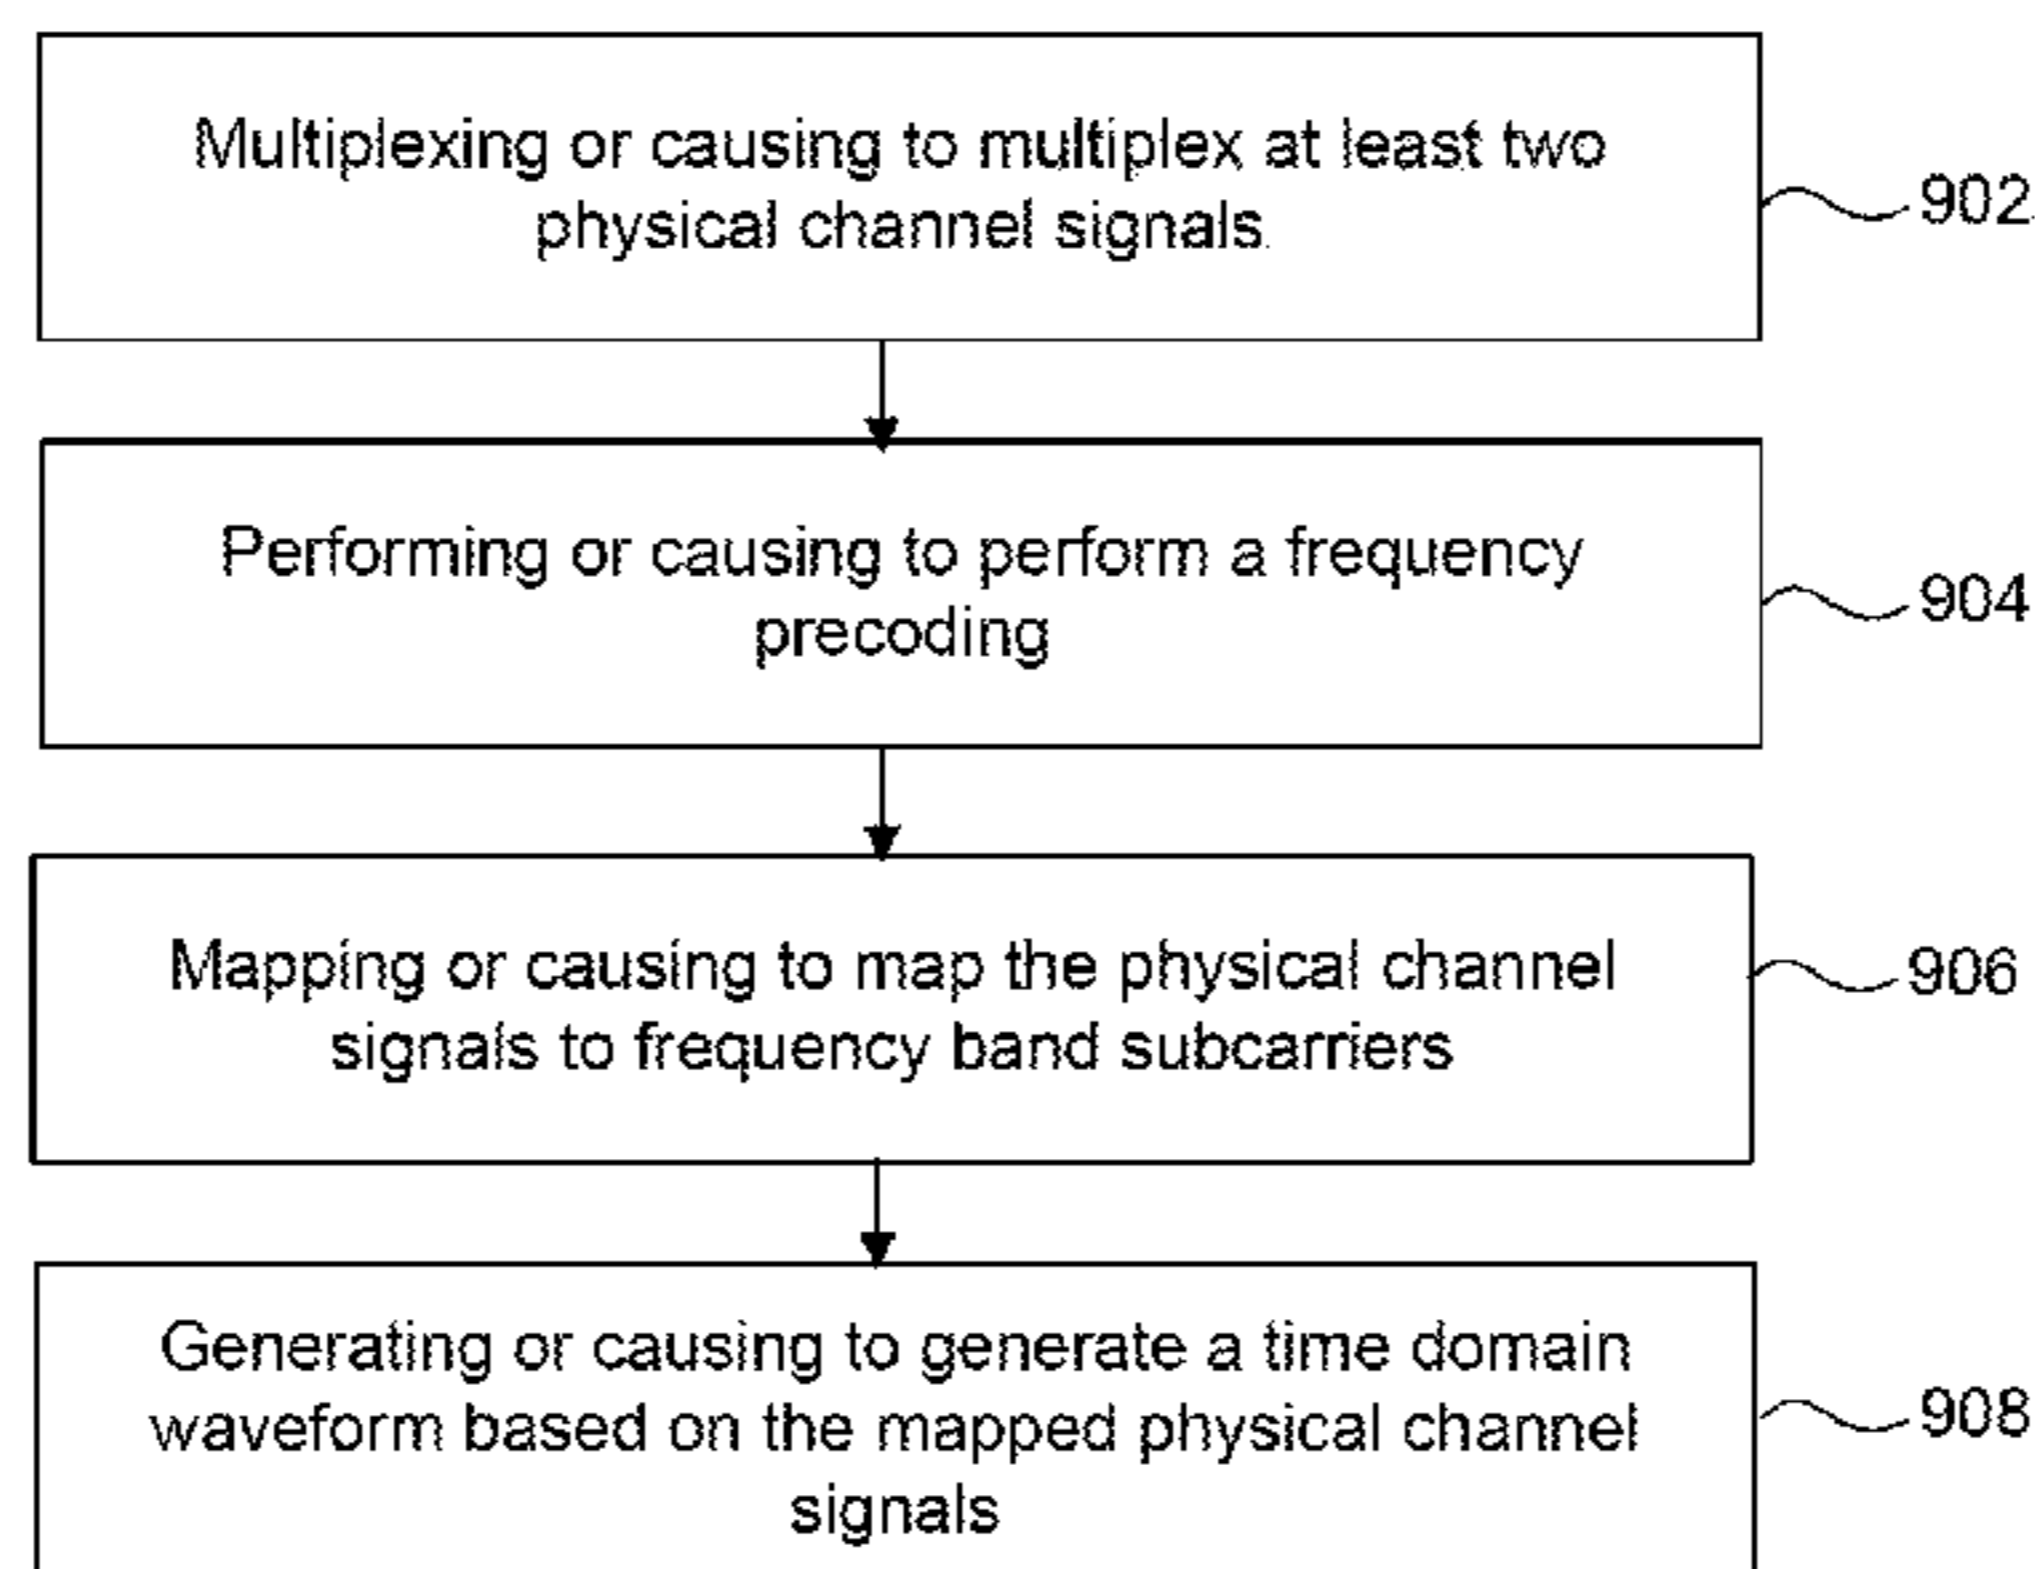 Multiplexing or causing to multiplex at least two
physical channel signals
902
Performing or causing to perform a frequency
precoding
904
Mapping or causing to map the physical channel
signals to frequency band subcarriers
906
Generating or causing to generate a time domain
waveform based on the mapped physical channel
signals
908